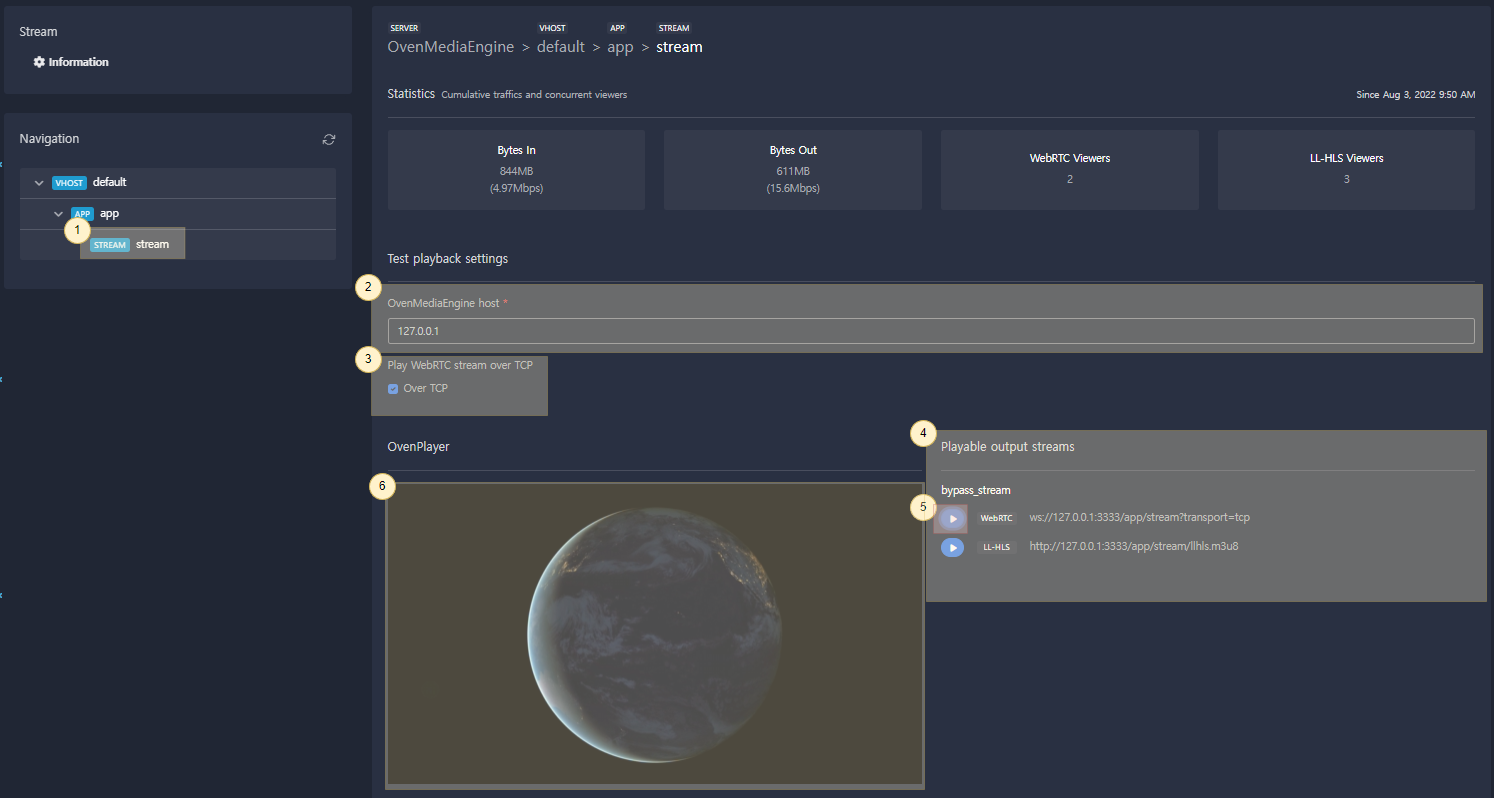 Stream
Information
Navigation
VHOST default
APP app
1
STREAM stream
SERVER VHOST APP STREAM
OvenMediaEngine > default > app > stream
Statistics Cumulative traffics and concurrent viewers Since Aug 3, 2022 9:50 AM
Bytes In
844MB
(4.97Mbps)
Bytes Out
611MB
(15.6Mbps)
WebRTC Viewers
2
LL-HLS Viewers
3
Test playback settings
2
OvenMediaEngine host *
127.0.0.1
3
Play WebRTC stream over TCP
Over TCP
OvenPlayer
6
4
Playable output streams
bypass_stream
5
WebRTC ws://127.0.0.1:3333/app/stream?transport=tcp
LL-HLS http://127.0.0.1:3333/app/stream/llhls.m3u8